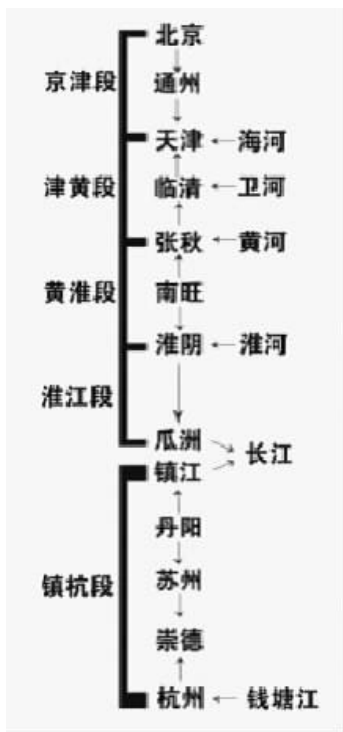 北京
京津段
通州
天津
海河
津黄段
临清
卫河
张秋
黄河
黄淮段
南旺
淮阴
淮河
淮江段
瓜洲
长江
镇江
丹阳
镇杭段
苏州
崇德
杭州
钱塘江